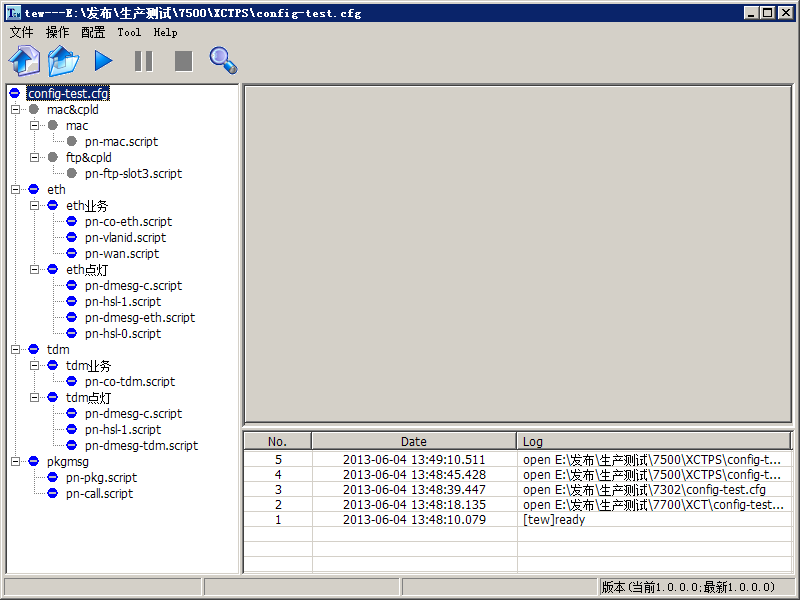 tew---E:\发布\生产测试\7500\XCTPS\config-test.cfg
文件 操作 配置 Tool Help
config-test.cfg
mac&cpld
mac
pn-mac.script
ftp&cpld
pn-ftp-slot3.script
eth
eth业务
pn-co-eth.script
pn-vlanid.script
pn-wan.script
eth点灯
pn-dmesg-c.script
pn-hsl-1.script
pn-dmesg-eth.script
pn-hsl-0.script
tdm
tdm业务
pn-co-tdm.script
tdm点灯
pn-dmesg-c.script
pn-hsl-1.script
pn-dmesg-tdm.script
pkgmsg
pn-pkg.script
pn-call.script
No. Date Log
5 2013-06-04 13:49:10.511 open E:\发布\生产测试\7500\XCTPS\config-t...
4 2013-06-04 13:48:45.428 open E:\发布\生产测试\7500\XCTPS\config-t...
3 2013-06-04 13:48:39.447 open E:\发布\生产测试\7302\config-test.cfg
2 2013-06-04 13:48:18.135 open E:\发布\生产测试\7700\XCT\config-test...
1 2013-06-04 13:48:10.079 [tew]ready
版本(当前1.0.0.0;最新1.0.0.0)